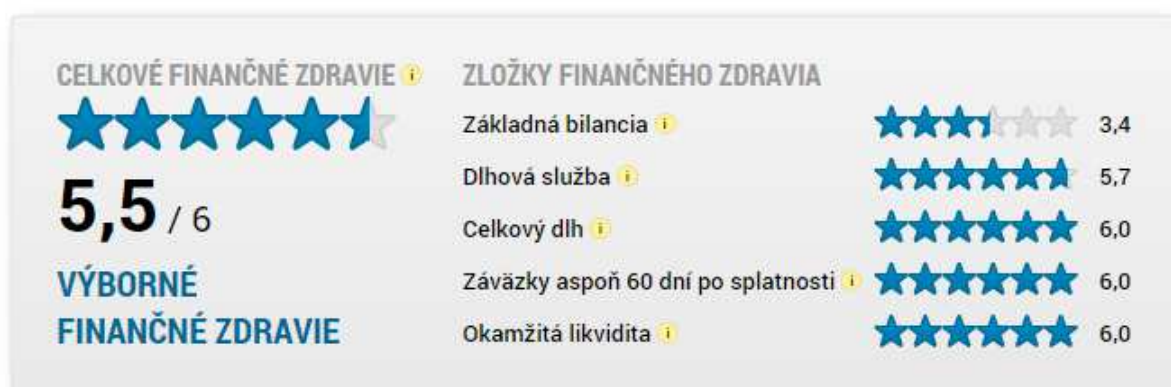 CELKOVÉ FINANČNÉ ZDRAVIE i
5,5 / 6
VÝBORNÉ
FINANČNÉ ZDRAVIE
ZLOŽKY FINANČNÉHO ZDRAVIA
Základná bilancia i 3,4
Dlhová služba i 5,7
Celkový dlh i 6,0
Záväzky aspoň 60 dní po splatnosti i 6,0
Okamžitá likvidita i 6,0